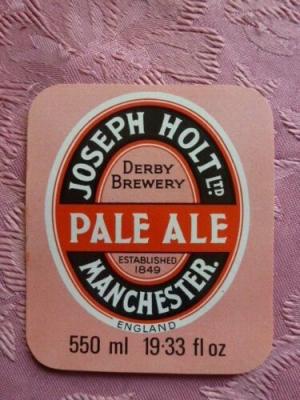 JOSEPH HOLT LTD.
DERBY
BREWERY
PALE ALE
ESTABLISHED
1849
MANCHESTER.
ENGLAND
550 ml 19·33 fl oz